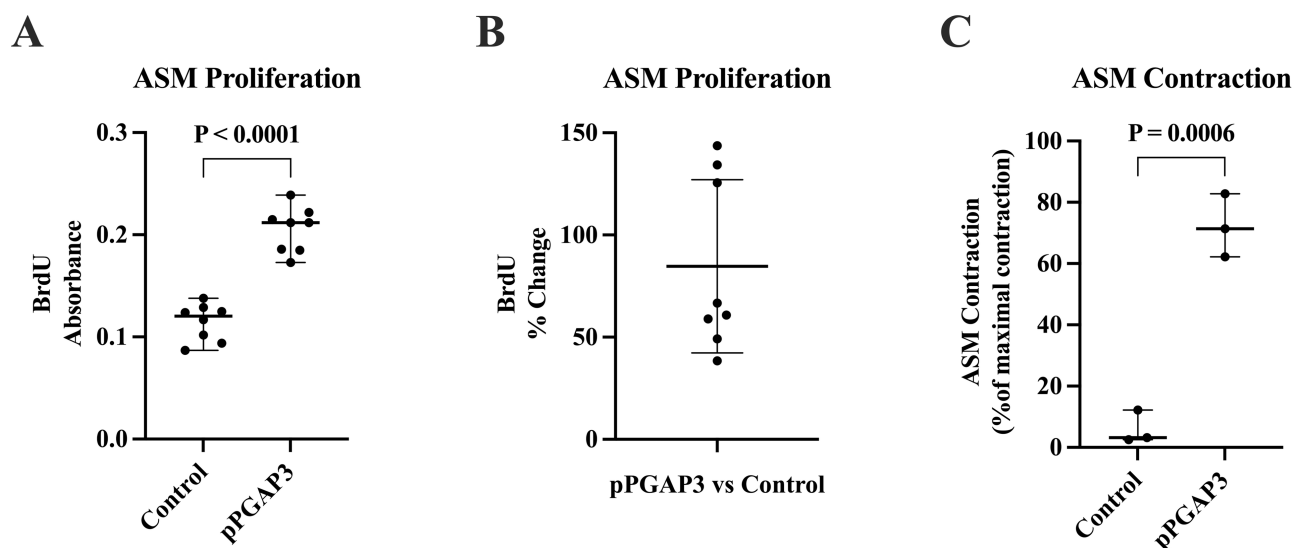 A
ASM Proliferation
P < 0.0001
0.3
0.2
0.1
0.0
BrdU
Absorbance
Control
pPGAP3
B
ASM Proliferation
150
100
50
0
BrdU
% Change
pPGAP3 vs Control
C
ASM Contraction
P = 0.0006
100
80
60
40
20
0
ASM Contraction
(%of maximal contraction)
Control
pPGAP3